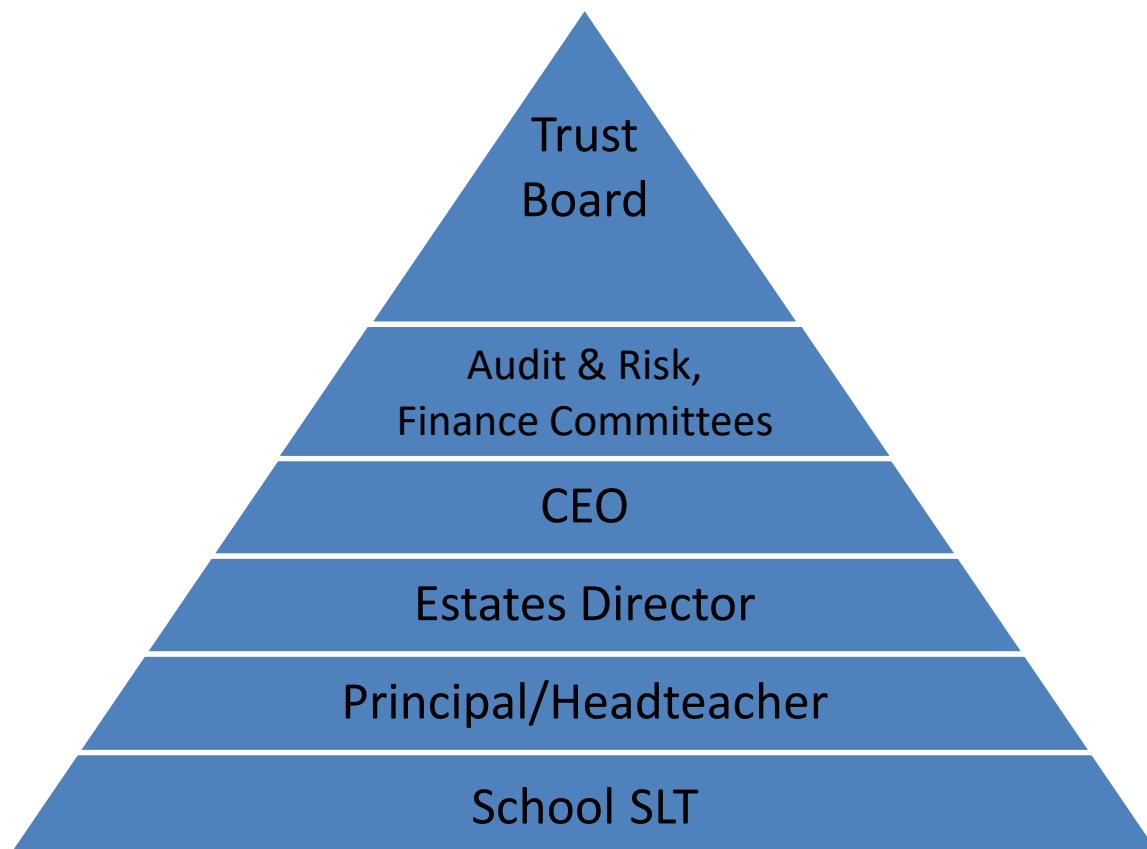 Trust
Board
Audit & Risk,
Finance Committees
CEO
Estates Director
Principal/Headteacher
School SLT